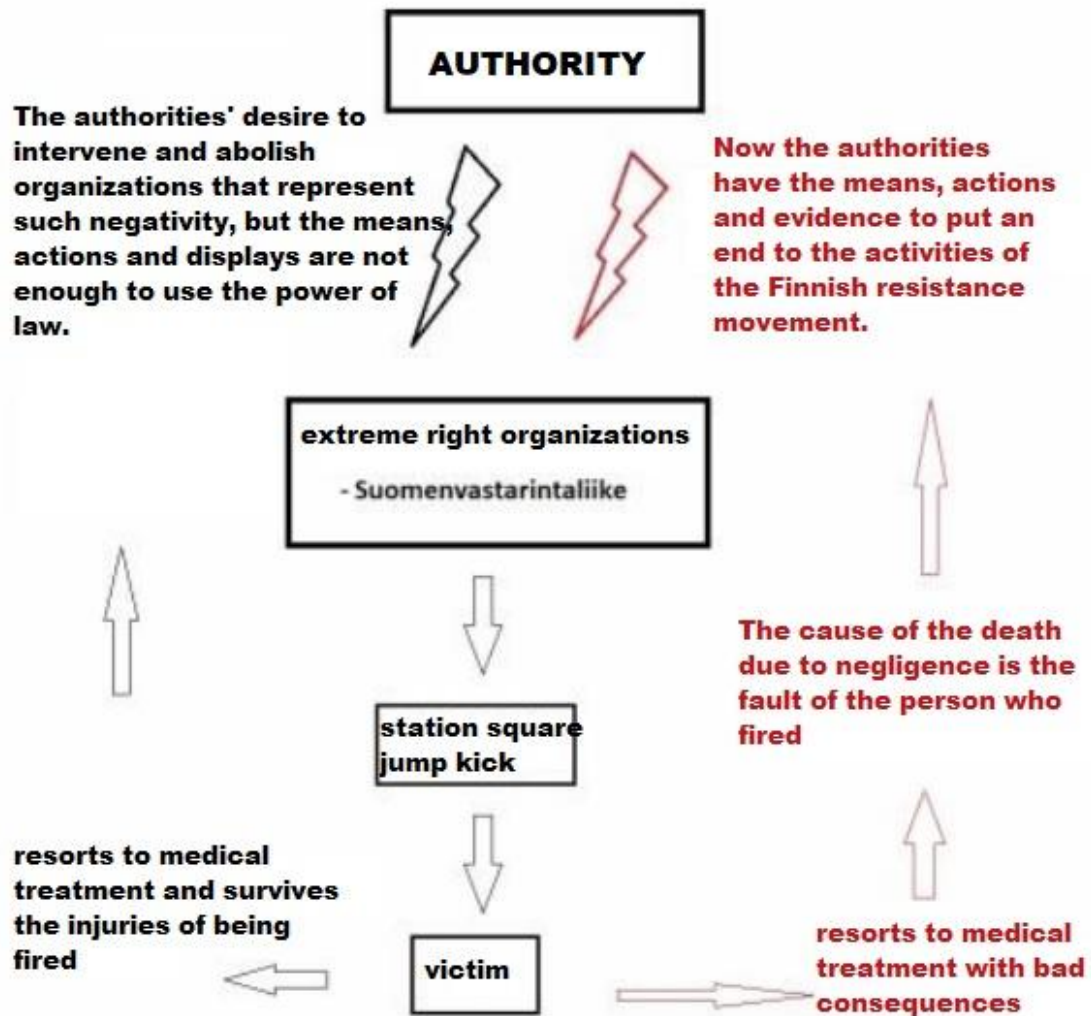 AUTHORITY
The authorities' desire to
intervene and abolish
organizations that represent
such negativity, but the means,
actions and displays are not
enough to use the power of
law.
Now the authorities
have the means, actions
and evidence to put an
end to the activities of
the Finnish resistance
movement.
extreme right organizations
- Suomenvastarintaliike
station square
jump kick
The cause of the death
due to negligence is the
fault of the person who
fired
resorts to medical
treatment and survives
the injuries of being
fired
victim
resorts to medical
treatment with bad
consequences